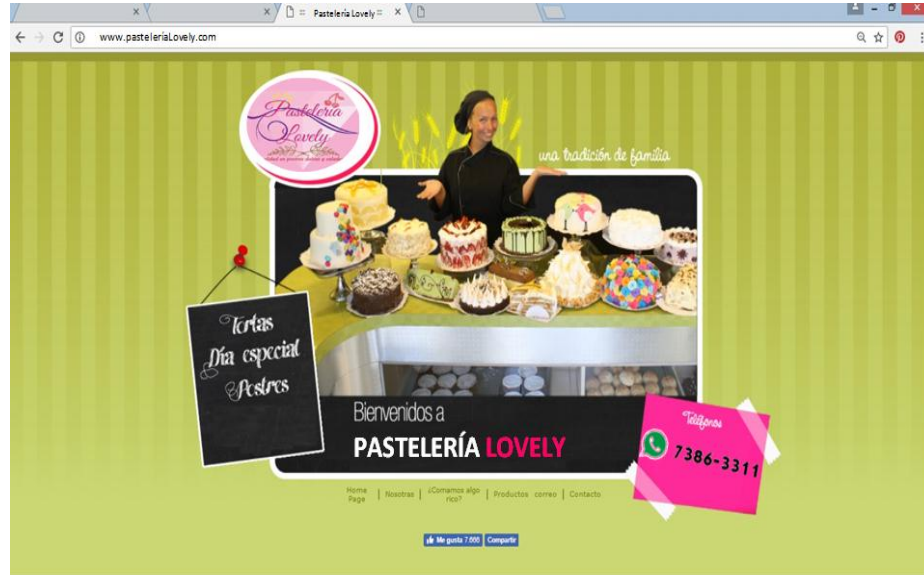 = Pastelería Lovely =
www.pasteleriaLovely.com
Pastelería
Lovely
una tradición de familia
Tortas
Día especial
Postres
Bienvenidos a
PASTELERÍA LOVELY
Teléfonos
7386-3311
Home Page | Nosotras | ¿Comamos algo rico? | Productos correo | Contacto
Me gusta 7.666 Compartir